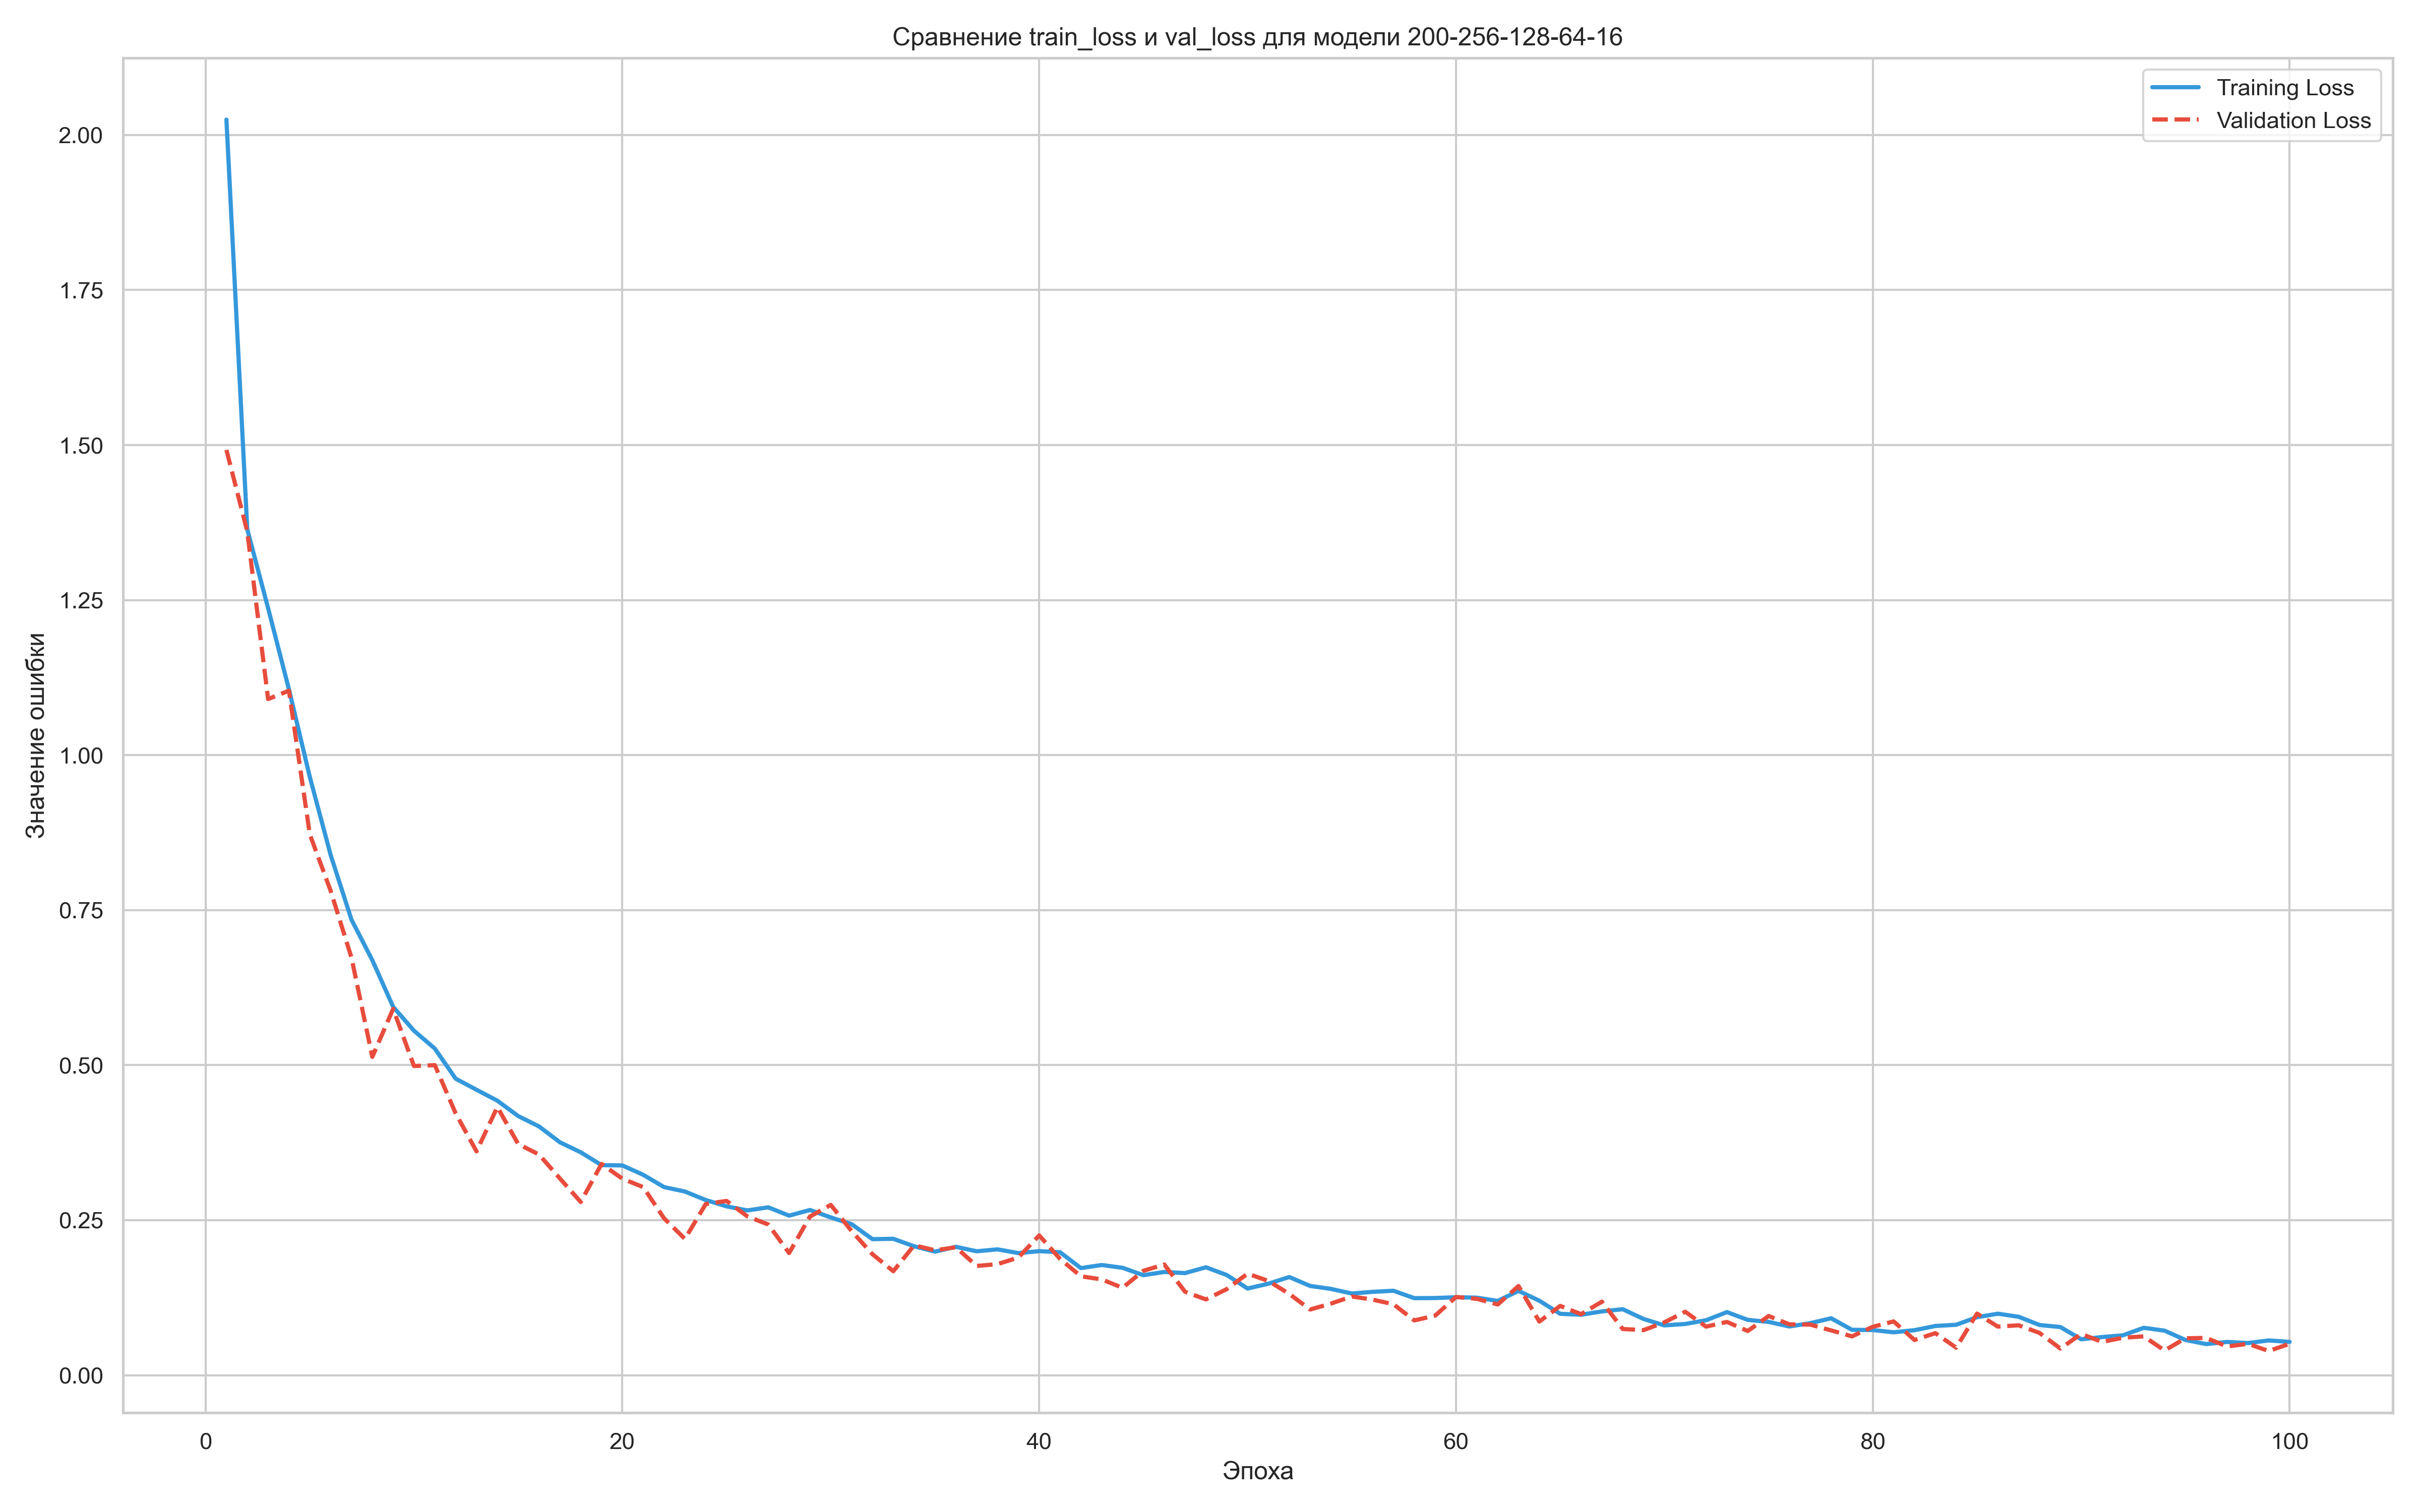 Сравнение train_loss и val_loss для модели 200-256-128-64-16
Training Loss
Validation Loss
2.00
1.75
1.50
1.25
1.00
0.75
0.50
0.25
0.00
Значение ошибки
0 20 40 60 80 100
Эпоха